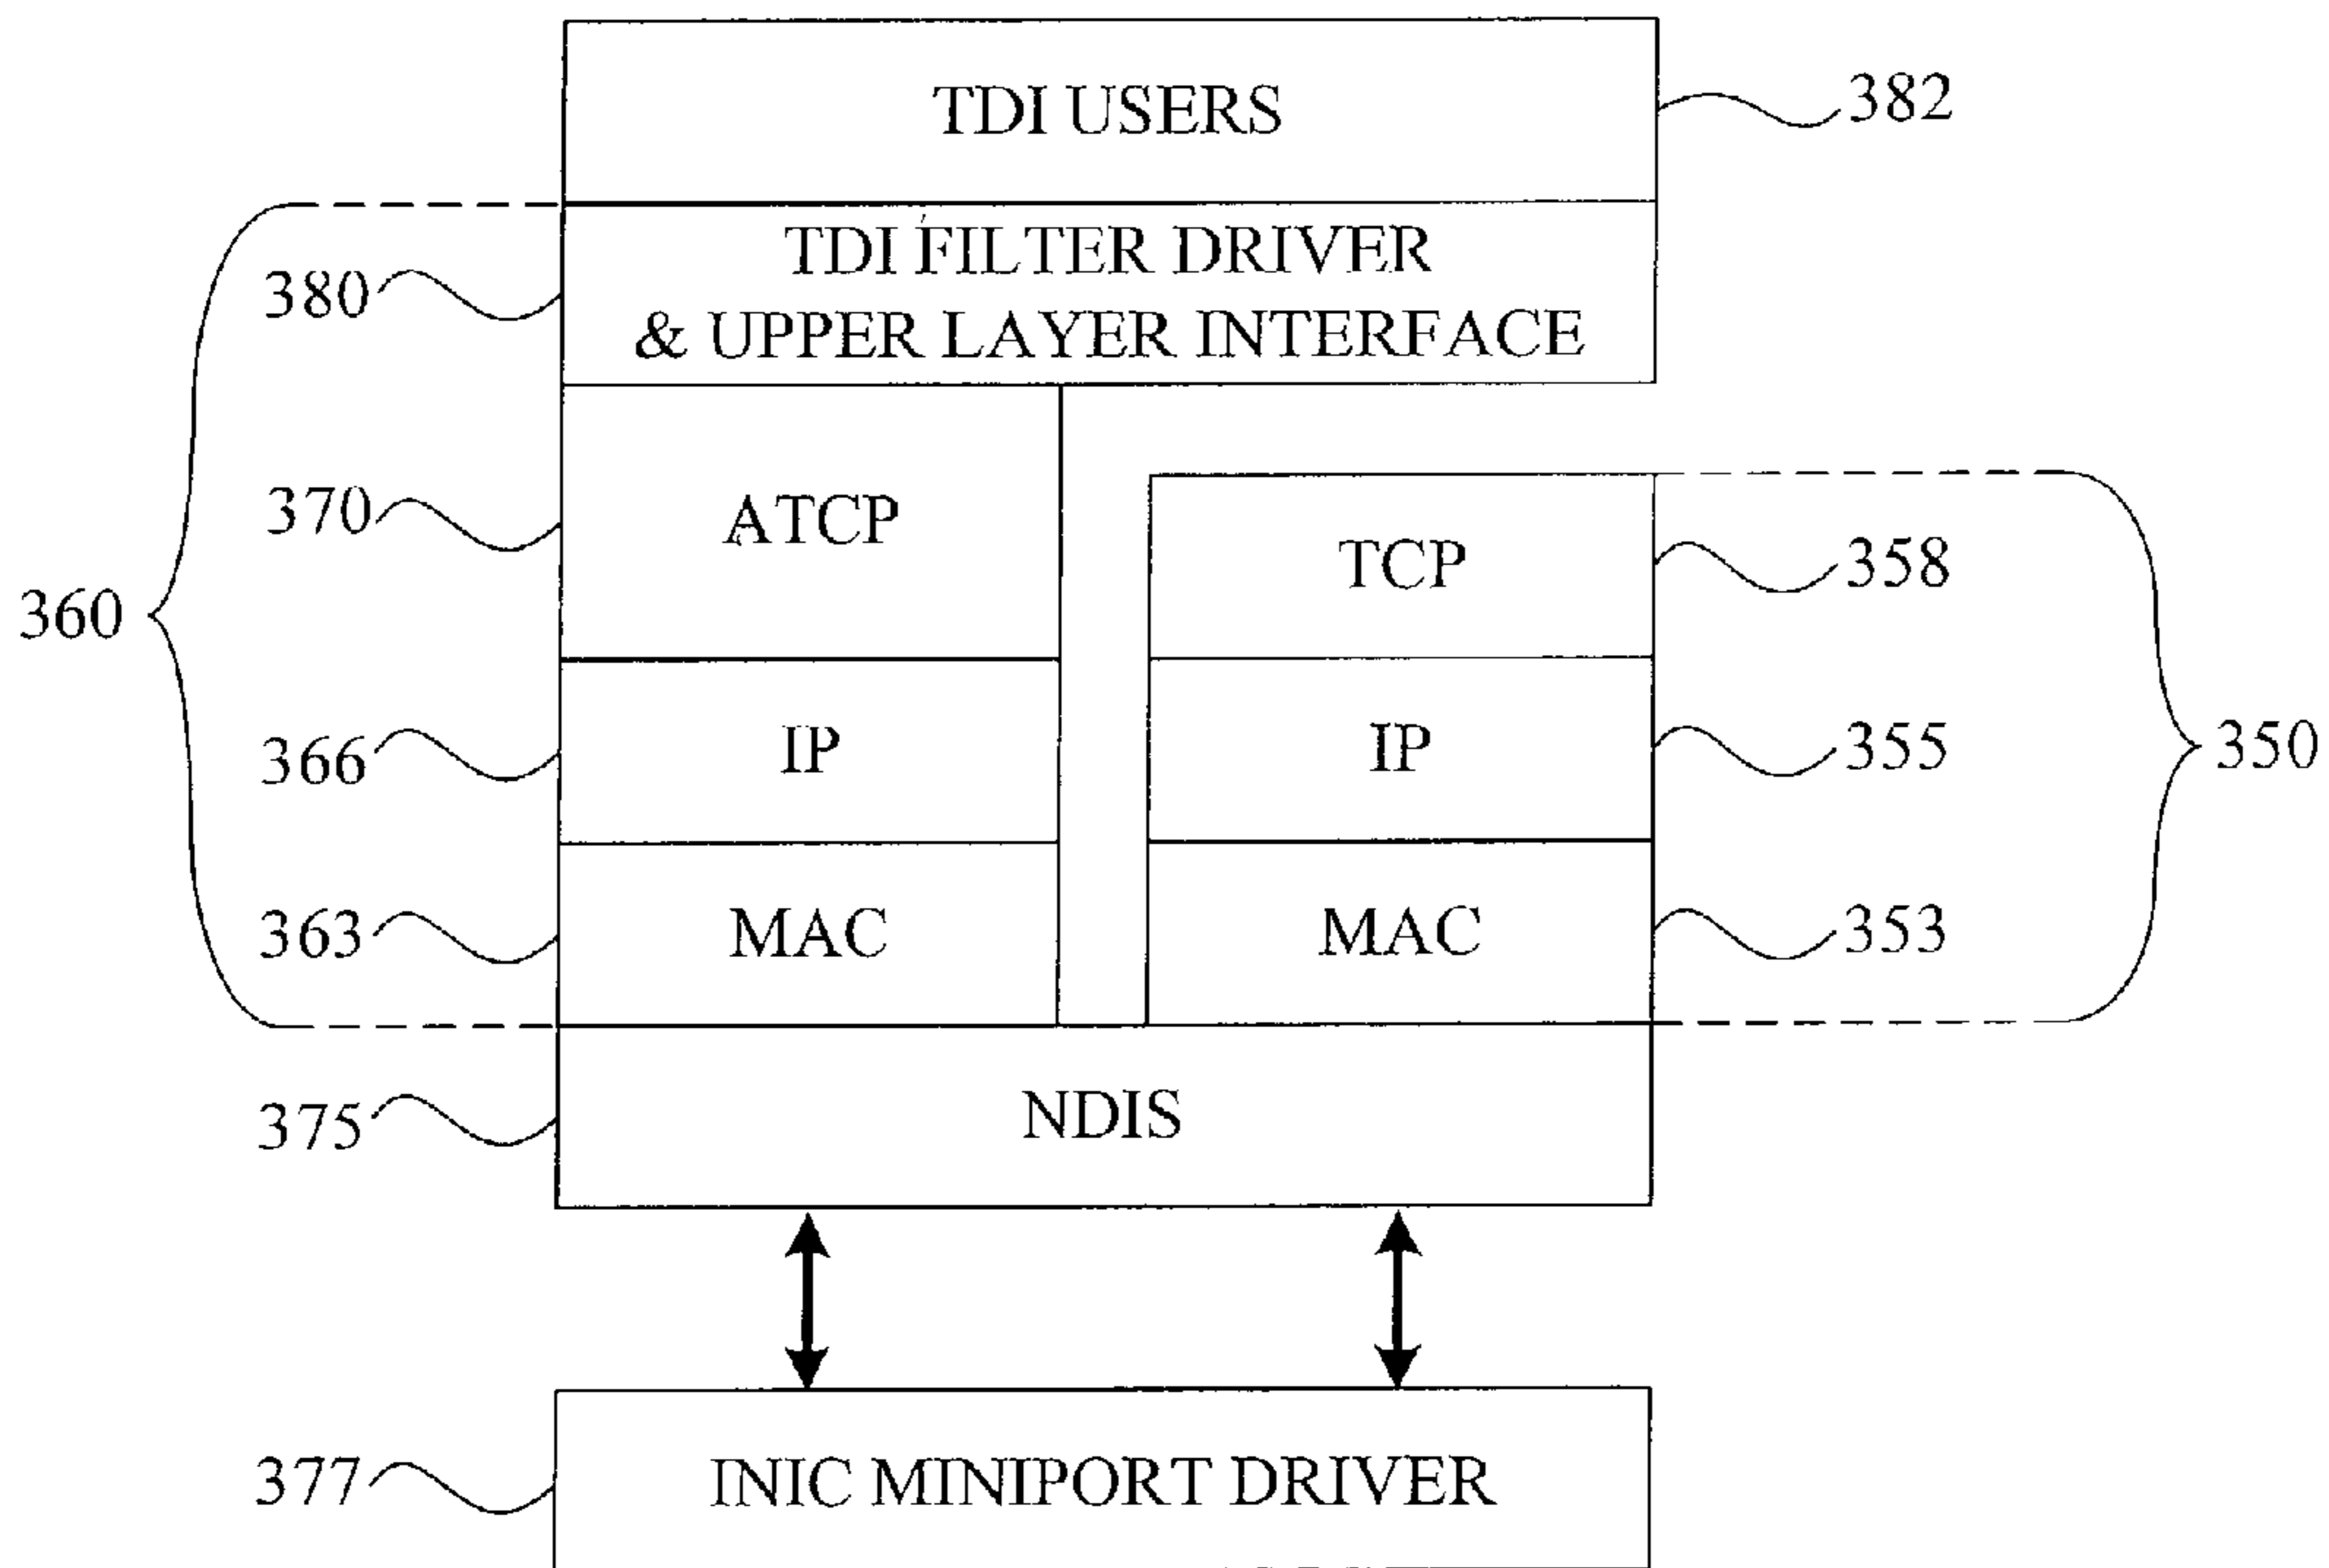 TDI USERS
382
TDI FILTER DRIVER
& UPPER LAYER INTERFACE
380
370
ATCP
TCP
358
360
366
IP
IP
355
350
363
MAC
MAC
353
375
NDIS
377
INIC MINIPORT DRIVER